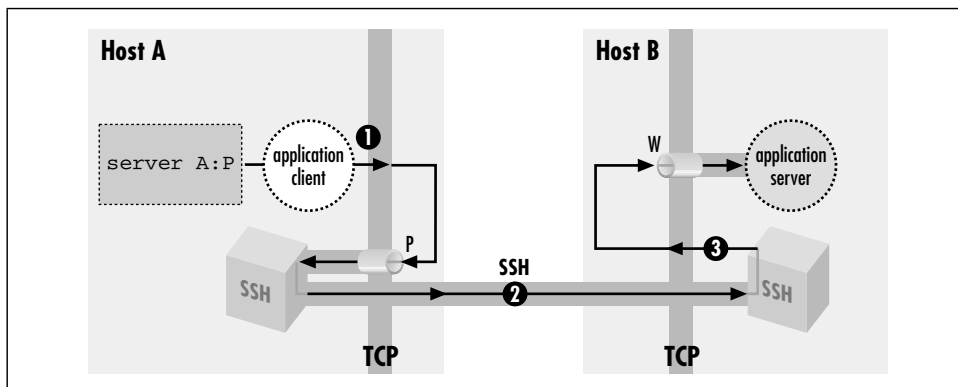 Host A
Host B
1
server A:P
application
client
W
application
server
P
3
SSH
SSH
2
SSH
TCP
TCP